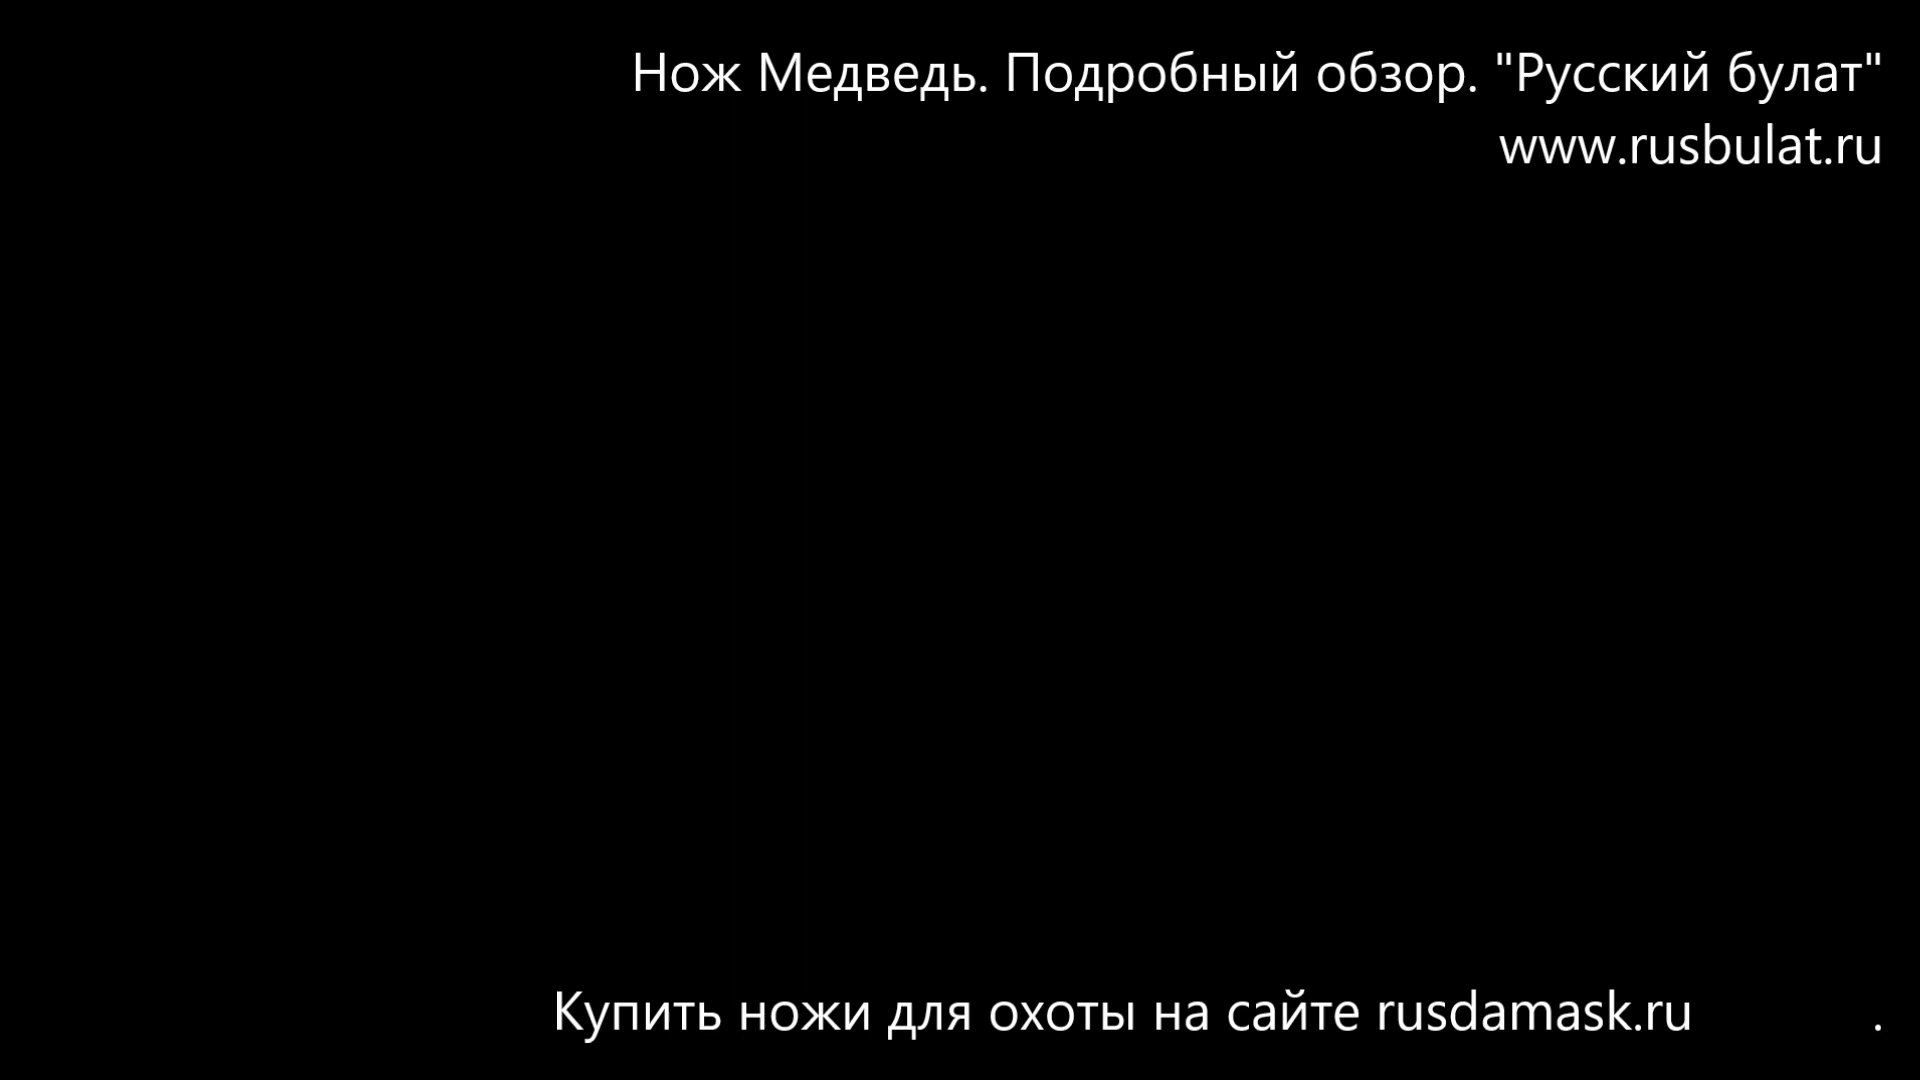 Нож Медведь. Подробный обзор. "Русский булат"
www.rusbulat.ru
Купить ножи для охоты на сайте rusdamask.ru .